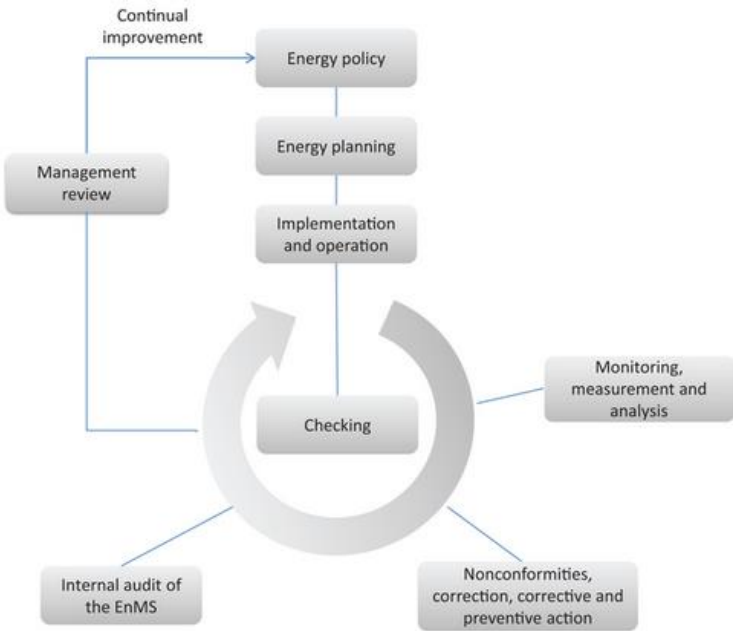 Continual
improvement
Energy policy
Energy planning
Management
review
Implementation
and operation
Monitoring,
measurement and
analysis
Checking
Internal audit of
the EnMS
Nonconformities,
correction, corrective and
preventive action